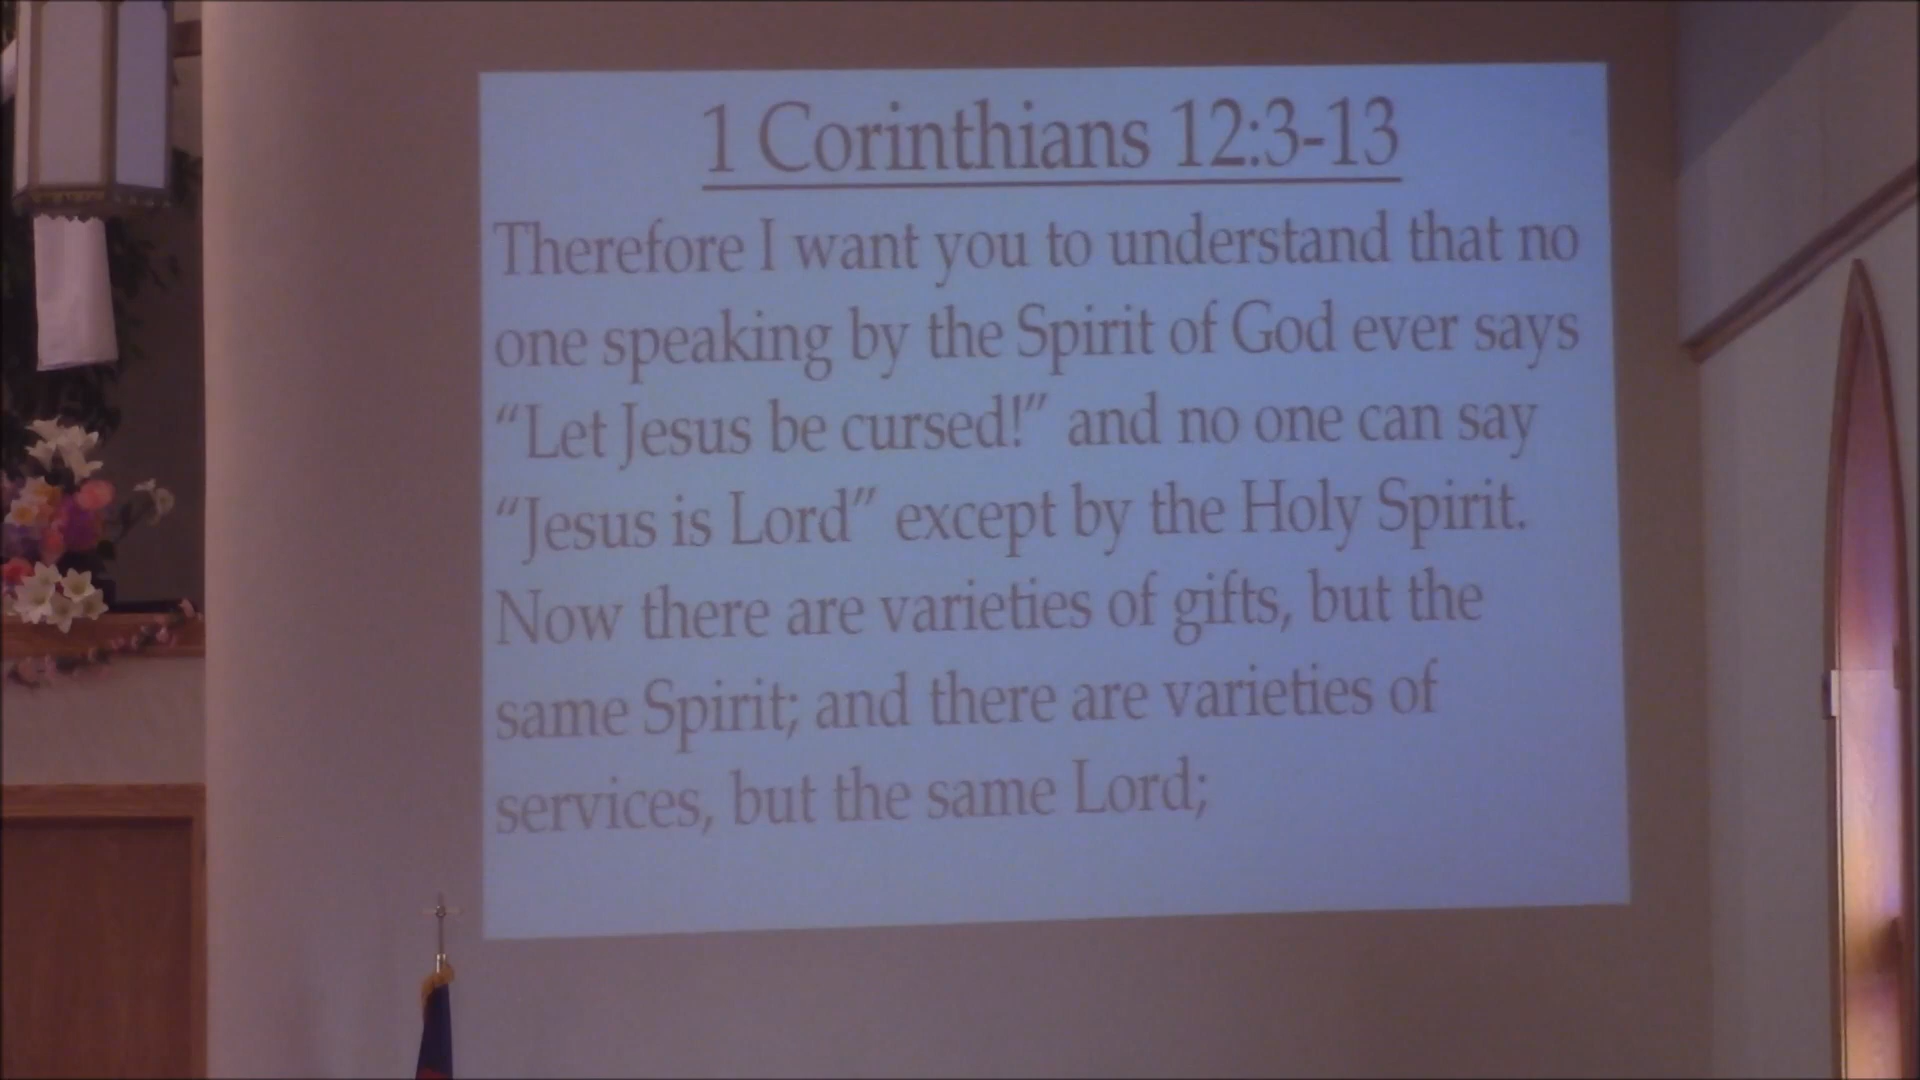 1 Corinthians 12:3-13
Therefore I want you to understand that no
one speaking by the Spirit of God ever says
“Let Jesus be cursed!” and no one can say
“Jesus is Lord” except by the Holy Spirit.
Now there are varieties of gifts, but the
same Spirit; and there are varieties of
services, but the same Lord;